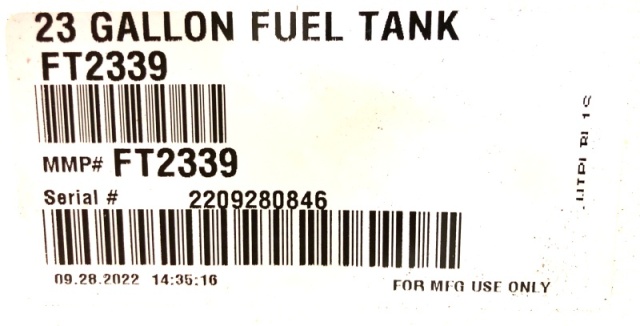 23 GALLON FUEL TANK
FT2339
MMP# FT2339
Serial # 2209280846
09.28.2022 14:35:16
FOR MFG USE ONLY